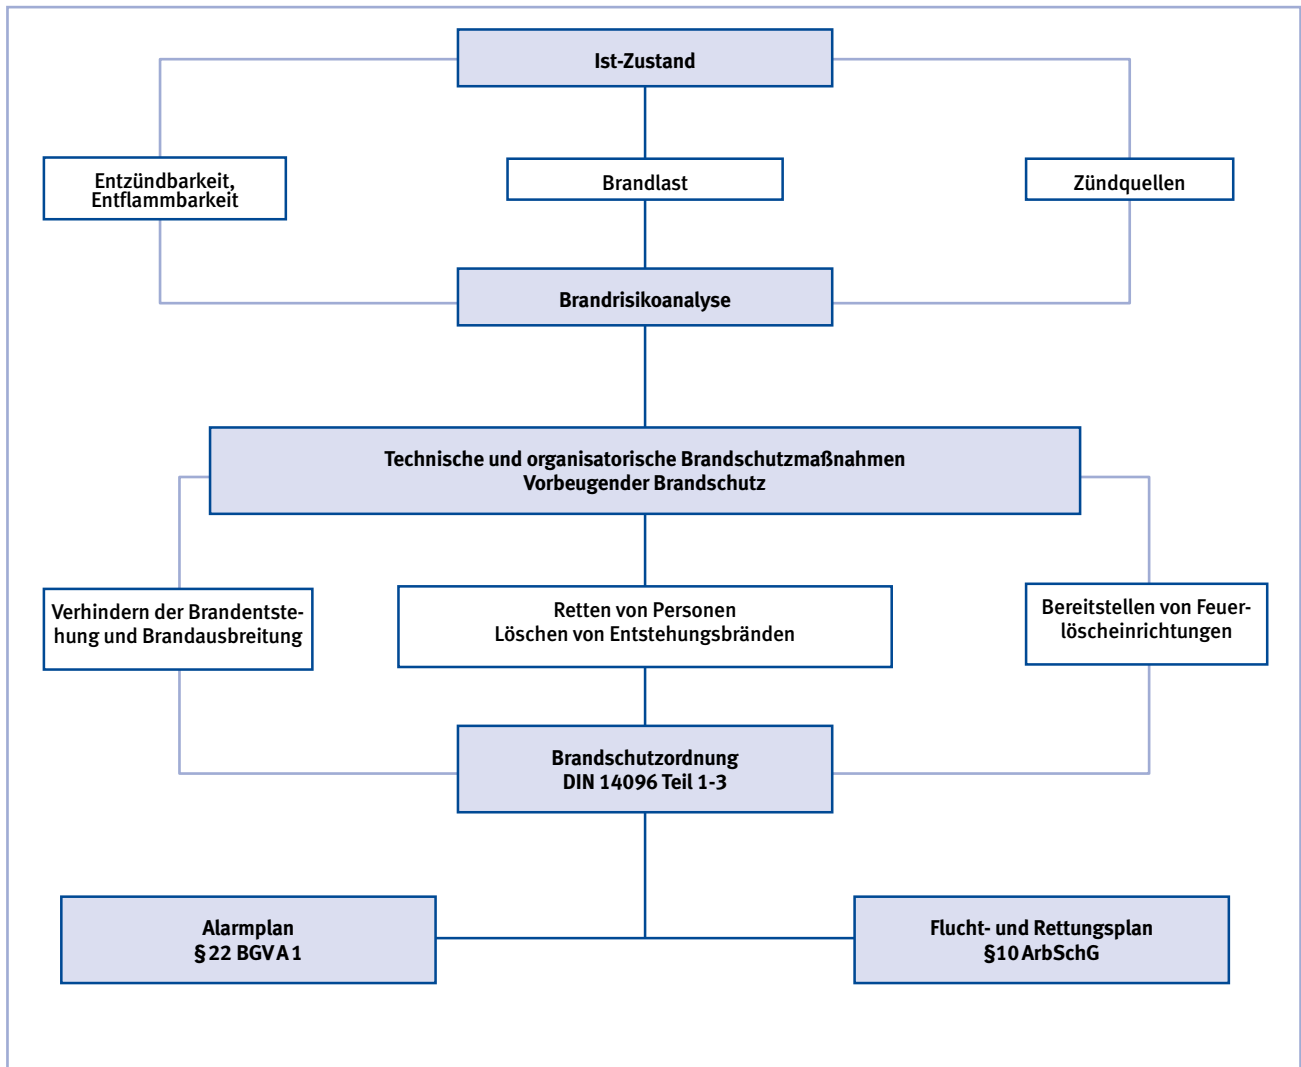 Ist-Zustand
Entzündbarkeit,
Entflammbarkeit
Brandlast
Zündquellen
Brandrisikoanalyse
Technische und organisatorische Brandschutzmaßnahmen
Vorbeugender Brandschutz
Verhindern der Brandentste-
hung und Brandausbreitung
Retten von Personen
Löschen von Entstehungsbränden
Bereitstellen von Feuer-
löscheinrichtungen
Brandschutzordnung
DIN 14096 Teil 1-3
Alarmplan
§ 22 BGV A 1
Flucht- und Rettungsplan
§10 ArbSchG